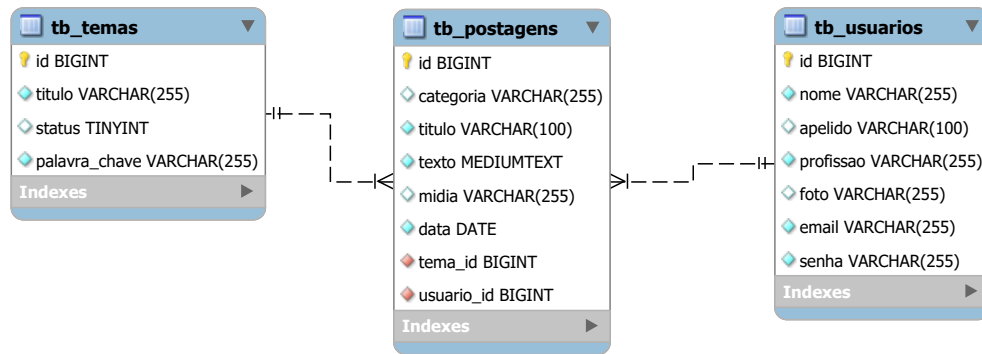 tb_temas
id BIGINT
titulo VARCHAR(255)
status TINYINT
palavra_chave VARCHAR(255)
Indexes
tb_postagens
id BIGINT
categoria VARCHAR(255)
titulo VARCHAR(100)
texto MEDIUMTEXT
midia VARCHAR(255)
data DATE
tema_id BIGINT
usuario_id BIGINT
Indexes
tb_usuarios
id BIGINT
nome VARCHAR(255)
apelido VARCHAR(100)
profissao VARCHAR(255)
foto VARCHAR(255)
email VARCHAR(255)
senha VARCHAR(255)
Indexes